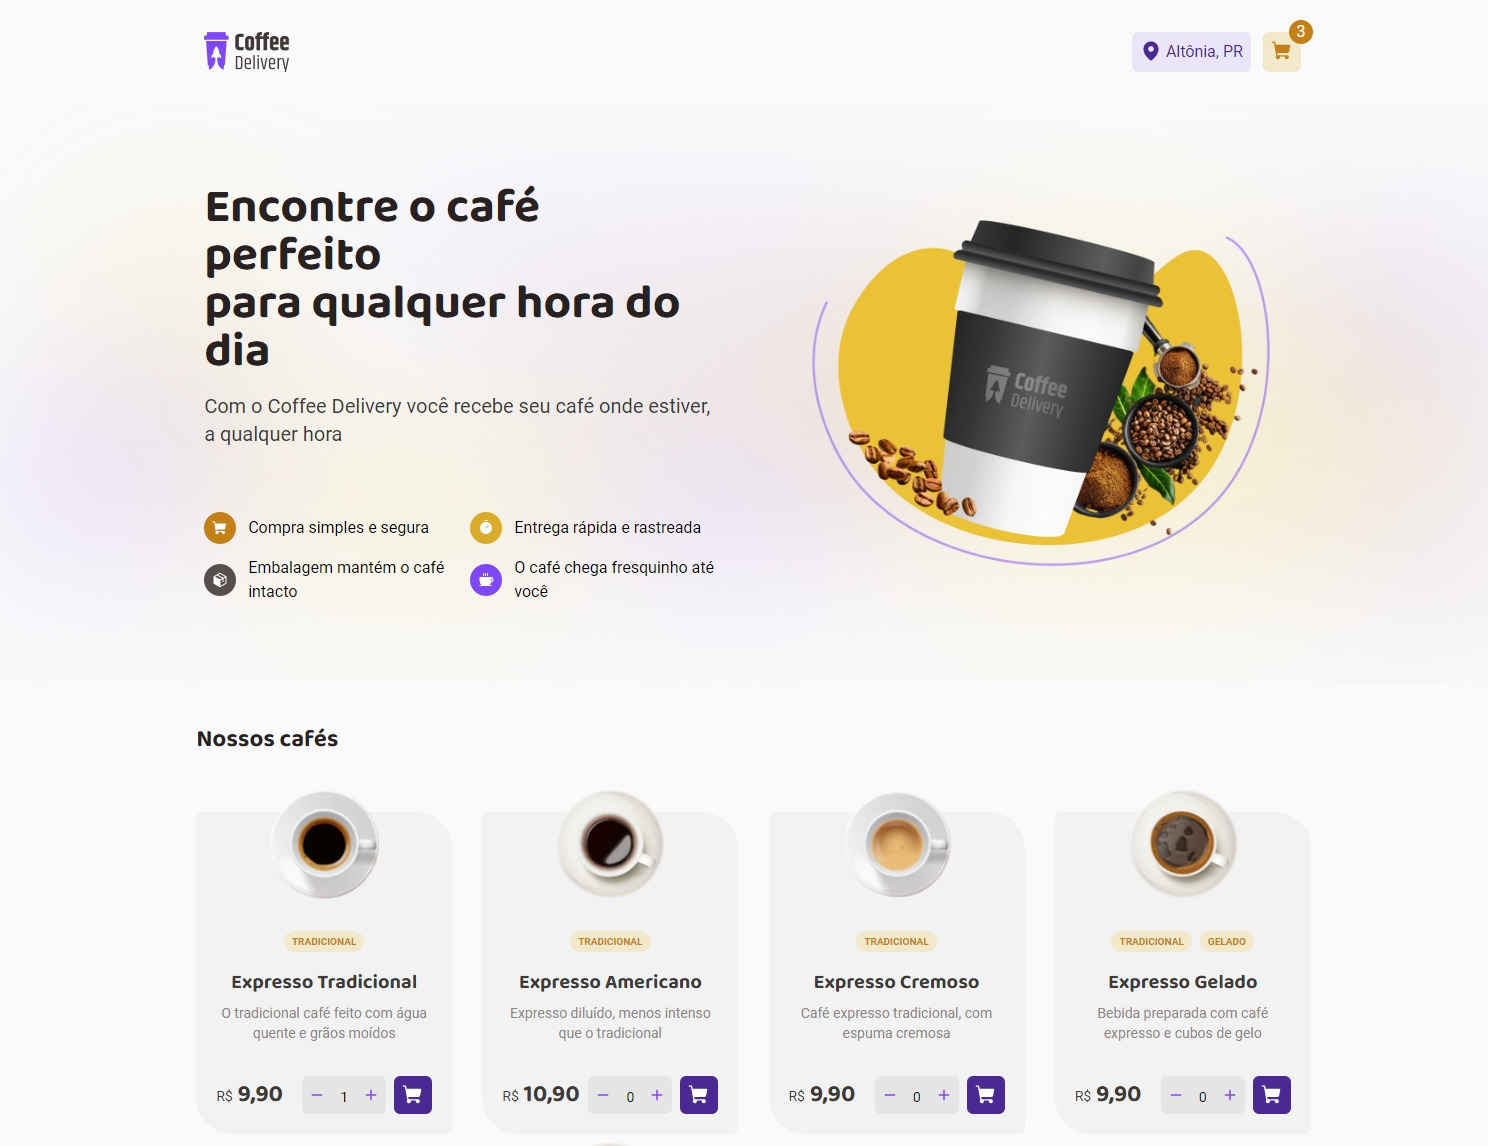 Coffee
Delivery
Altônia, PR
3
Encontre o café
perfeito
para qualquer hora do
dia
Com o Coffee Delivery você recebe seu café onde estiver,
a qualquer hora
Compra simples e segura
Entrega rápida e rastreada
Embalagem mantém o café
intacto
O café chega fresquinho até
você
Coffee
Delivery
Nossos cafés
TRADICIONAL
Expresso Tradicional
O tradicional café feito com água
quente e grãos moídos
R$ 9,90 − 1 +
TRADICIONAL
Expresso Americano
Expresso diluído, menos intenso
que o tradicional
R$ 10,90 − 0 +
TRADICIONAL
Expresso Cremoso
Café expresso tradicional, com
espuma cremosa
R$ 9,90 − 0 +
TRADICIONAL GELADO
Expresso Gelado
Bebida preparada com café
expresso e cubos de gelo
R$ 9,90 − 0 +